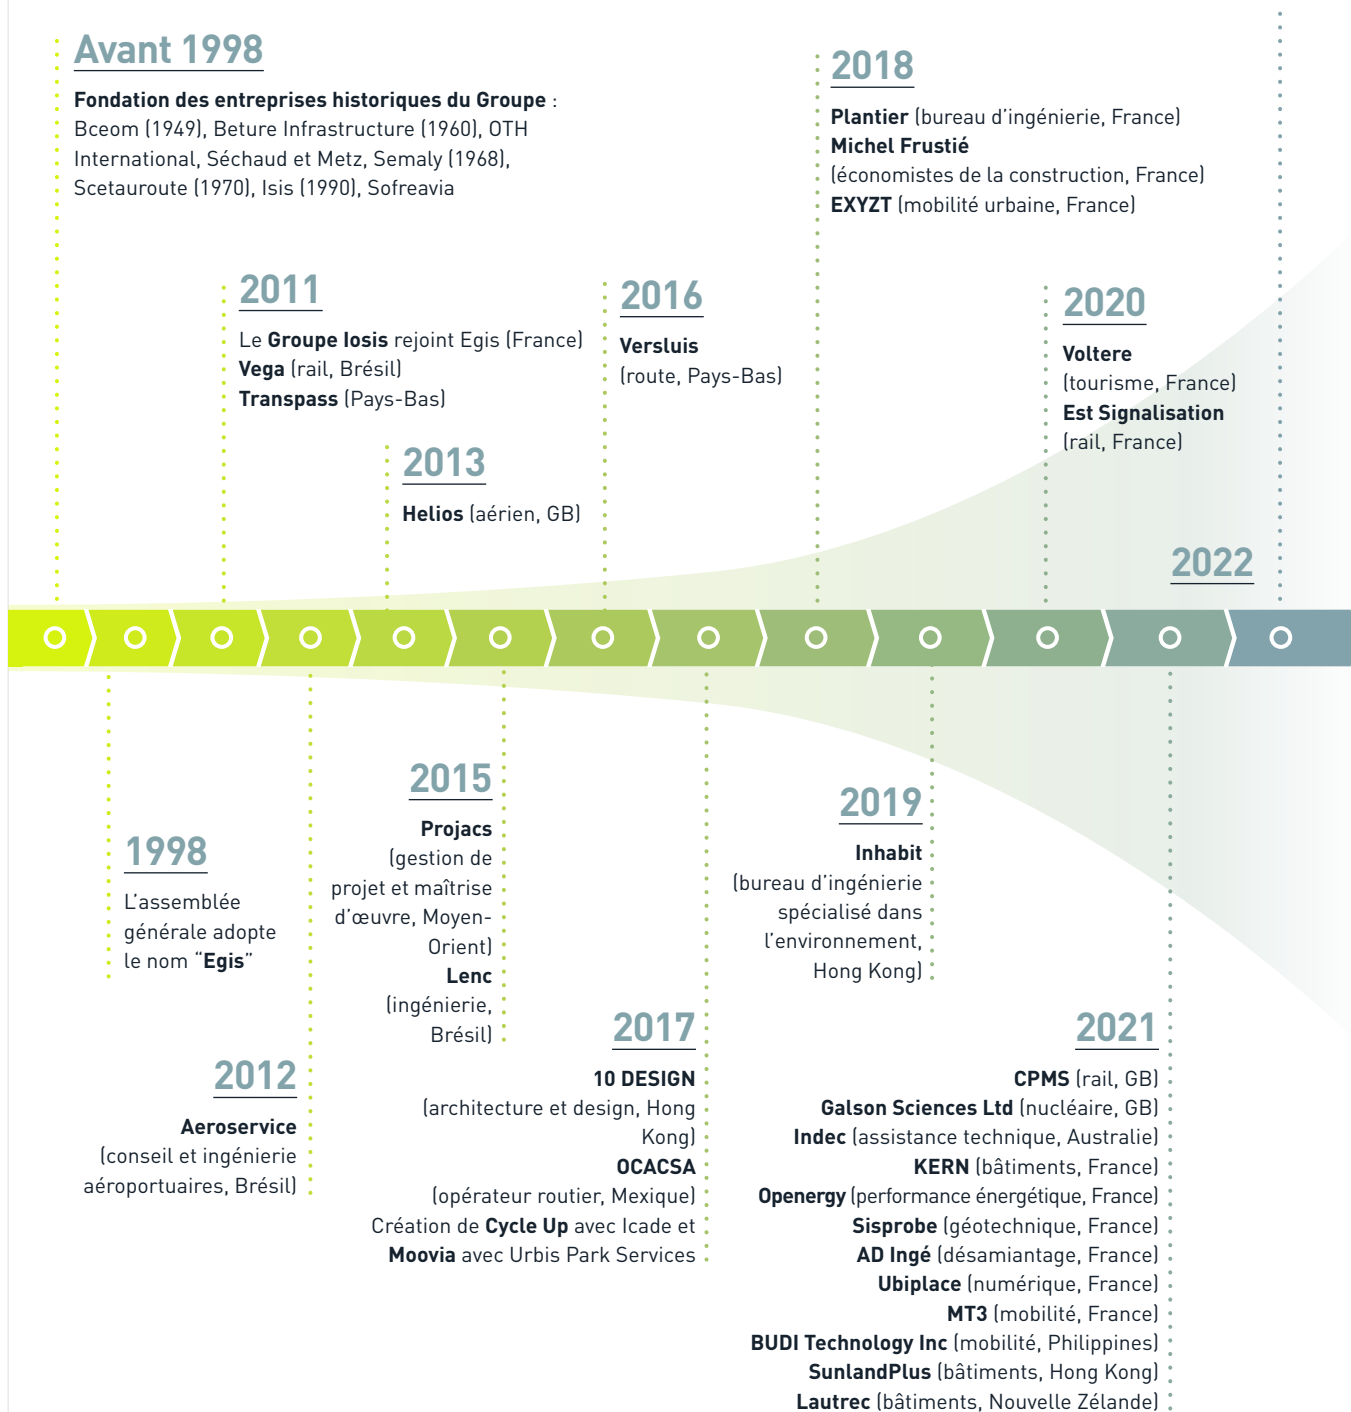 Avant 1998
Fondation des entreprises historiques du Groupe :
Bceom (1949), Beture Infrastructure (1960), OTH
International, Séchaud et Metz, Semaly (1968),
Scetauroute (1970), Isis (1990), Sofreavia
2018
Plantier (bureau d'ingénierie, France)
Michel Frustié
(économistes de la construction, France)
EXYZT (mobilité urbaine, France)
2011
Le Groupe Iosis rejoint Egis (France)
Vega (rail, Brésil)
Transpass (Pays-Bas)
2016
Versluis
(route, Pays-Bas)
2020
Voltere
(tourisme, France)
Est Signalisation
(rail, France)
2013
Helios (aérien, GB)
2022
2015
Projacs
(gestion de
projet et maîtrise
d'œuvre, Moyen-
Orient)
Lenc
(ingénierie,
Brésil)
2019
Inhabit
(bureau d'ingénierie
spécialisé dans
l'environnement,
Hong Kong)
1998
L'assemblée
générale adopte
le nom “Egis”
2012
Aeroservice
(conseil et ingénierie
aéroportuaires, Brésil)
2017
10 DESIGN
(architecture et design, Hong
Kong)
OCACSA
(opérateur routier, Mexique)
Création de Cycle Up avec Icade et
Moovia avec Urbis Park Services
2021
CPMS (rail, GB)
Galson Sciences Ltd (nucléaire, GB)
Indec (assistance technique, Australie)
KERN (bâtiments, France)
Openergy (performance énergétique, France)
Sisprobe (géotechnique, France)
AD Ingé (désamiantage, France)
Ubiplace (numérique, France)
MT3 (mobilité, France)
BUDI Technology Inc (mobilité, Philippines)
SunlandPlus (bâtiments, Hong Kong)
Lautrec (bâtiments, Nouvelle Zélande)